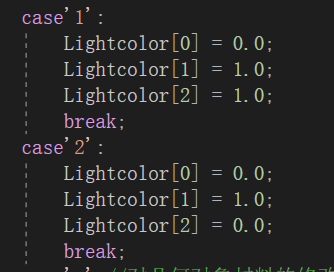 case'1':
Lightcolor[0] = 0.0;
Lightcolor[1] = 1.0;
Lightcolor[2] = 1.0;
break;
case'2':
Lightcolor[0] = 0.0;
Lightcolor[1] = 1.0;
Lightcolor[2] = 0.0;
break;